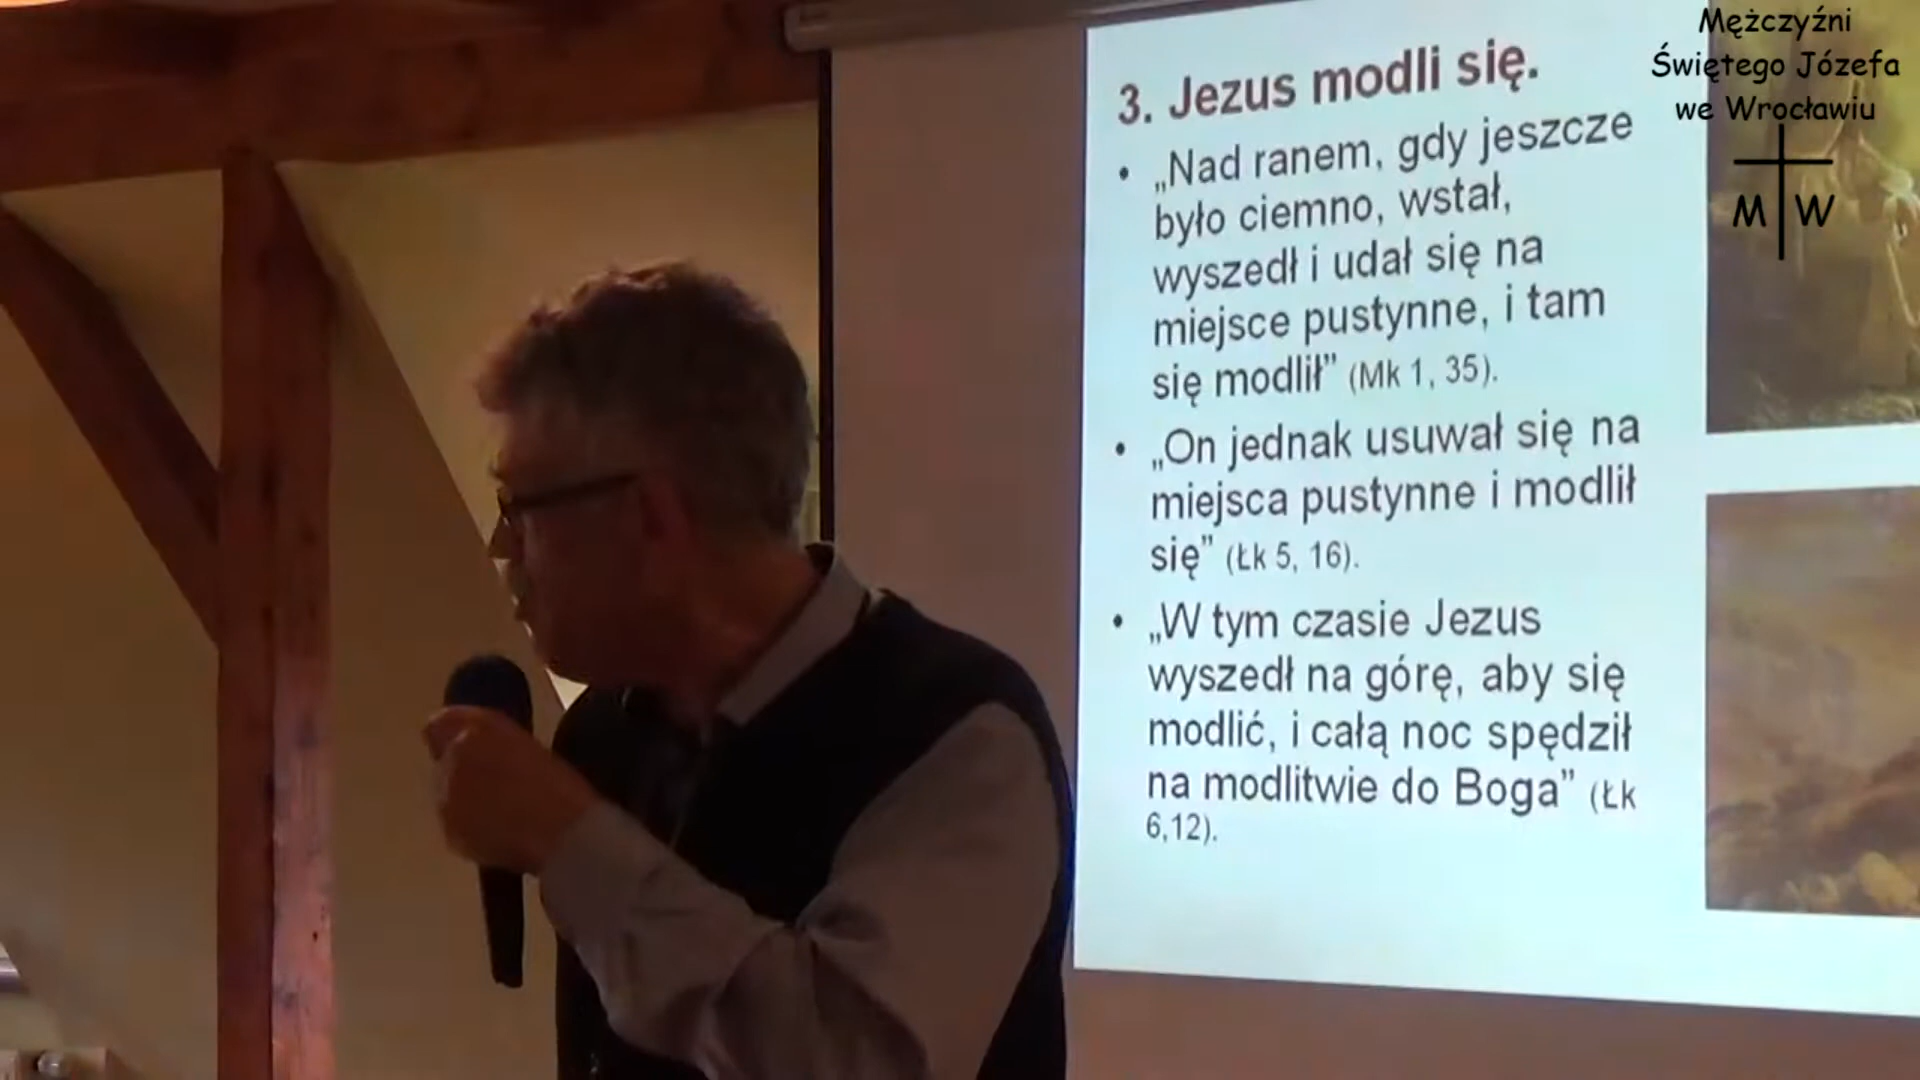 3. Jezus modli się.
• „Nad ranem, gdy jeszcze
było ciemno, wstał,
wyszedł i udał się na
miejsce pustynne, i tam
się modlił” (Mk 1, 35).
• „On jednak usuwał się na
miejsca pustynne i modlił
się” (Łk 5, 16).
• „W tym czasie Jezus
wyszedł na górę, aby się
modlić, i całą noc spędził
na modlitwie do Boga” (Łk
6,12).
Mężczyźni
Świętego Józefa
we Wrocławiu
M W